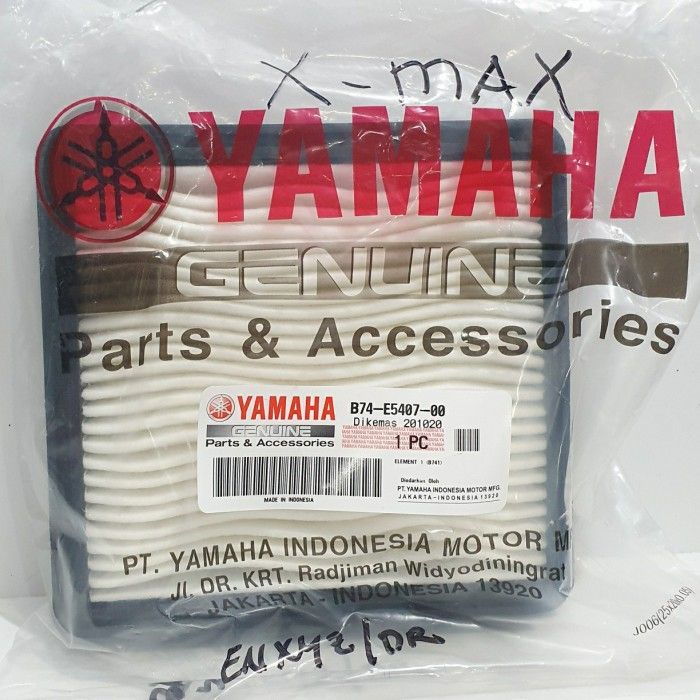 X-MAX
YAMAHA
GENUINE
Parts & Accessories
YAMAHA B74-E5407-00
GENUINE Dikemas 201020
Parts & Accessories 1 PC
ELEMENT 1 (B741)
Diedarkan Oleh
PT. YAMAHA INDONESIA MOTOR MFG.
MADE IN INDONESIA JAKARTA - INDONESIA 13920
PT. YAMAHA INDONESIA MOTOR M
Jl. DR. KRT. Radjiman Widyodiningrat
JAKARTA - INDONESIA 13920